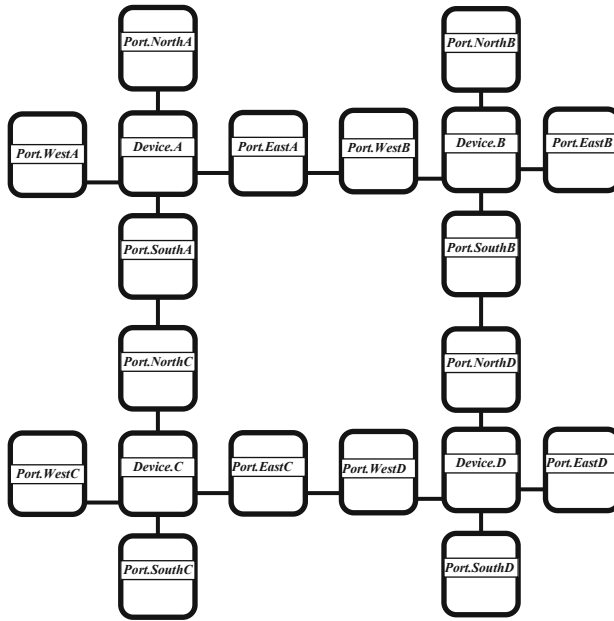 Port.NorthA
Port.NorthB
Port.WestA
Device.A
Port.EastA
Port.WestB
Device.B
Port.EastB
Port.SouthA
Port.SouthB
Port.NorthC
Port.NorthD
Port.WestC
Device.C
Port.EastC
Port.WestD
Device.D
Port.EastD
Port.SouthC
Port.SouthD